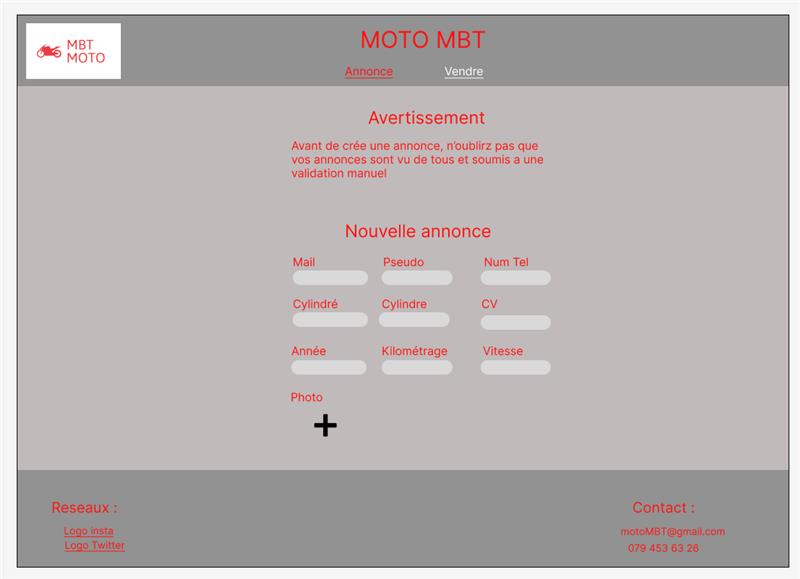 MBT
MOTO
MOTO MBT
Annonce Vendre
Avertissement
Avant de crée une annonce, n'oublirz pas que
vos annonces sont vu de tous et soumis a une
validation manuel
Nouvelle annonce
Mail Pseudo Num Tel
Cylindré Cylindre CV
Année Kilométrage Vitesse
Photo
Reseaux :
Logo insta
Logo Twitter
Contact :
motoMBT@gmail.com
079 453 63 26